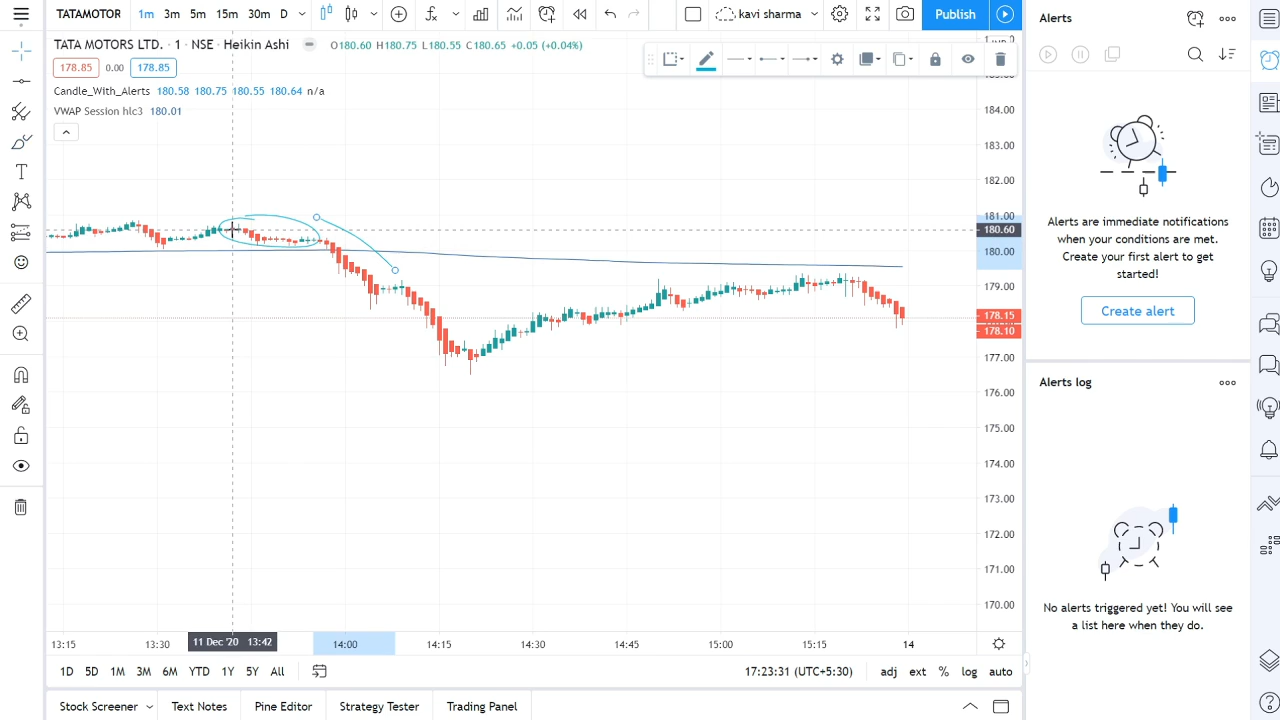 TATAMOTOR 1m 3m 5m 15m 30m D kavi sharma Publish
TATA MOTORS LTD. · 1 · NSE · Heikin Ashi O180.60 H180.75 L180.55 C180.65 +0.05 (+0.04%)
178.85 0.00 178.85
Candle_With_Alerts 180.58 180.75 180.55 180.64 n/a
VWAP Session hlc3 180.01
184.00
183.00
182.00
181.00
180.60
180.00
179.00
178.15
178.10
177.00
176.00
175.00
174.00
173.00
172.00
171.00
170.00
13:15 13:30 11 Dec '20 13:42 14:00 14:15 14:30 14:45 15:00 15:15 14
1D 5D 1M 3M 6M YTD 1Y 5Y All 17:23:31 (UTC+5:30) adj ext % log auto
Stock Screener Text Notes Pine Editor Strategy Tester Trading Panel
Alerts
Alerts are immediate notifications
when your conditions are met.
Create your first alert to get
started!
Create alert
Alerts log
No alerts triggered yet! You will see
a list here when they do.